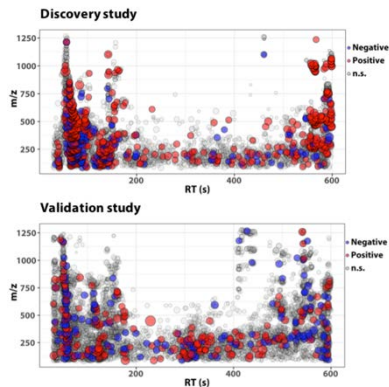 Discovery study
1250
1000
750
500
250
m/z
200
400
600
RT (s)
Negative
Positive
n.s.
Validation study
1250
1000
750
500
250
m/z
200
400
600
RT (s)
Negative
Positive
n.s.